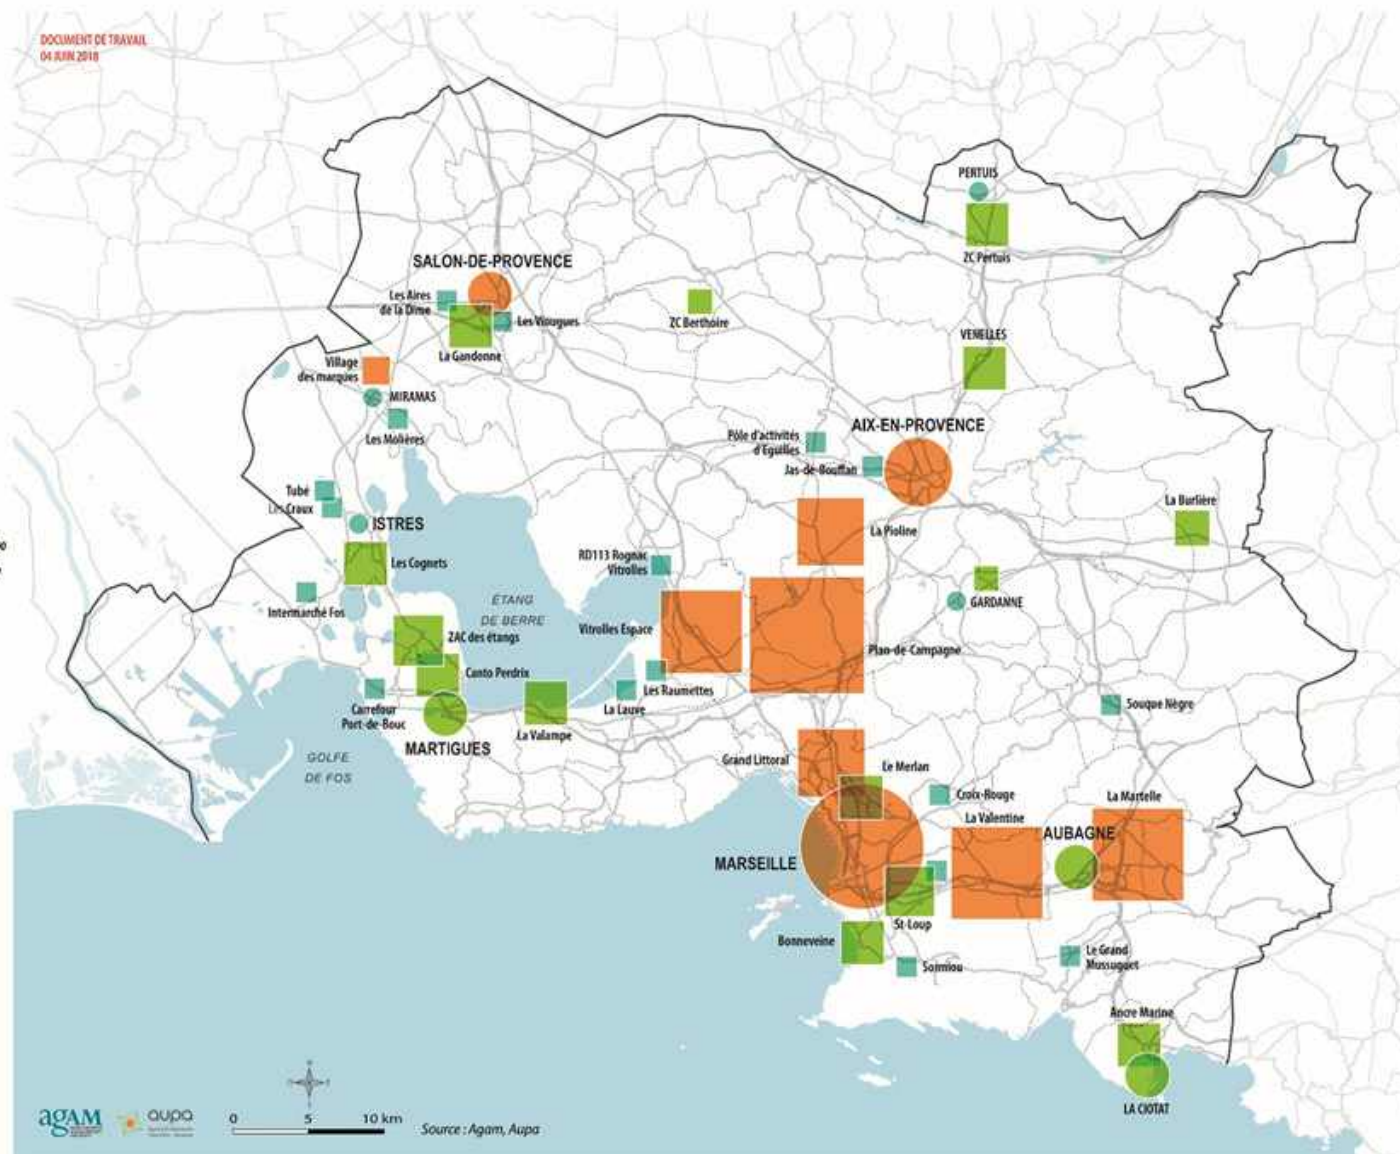 DOCUMENT DE TRAVAIL
04 JUIN 2018
PERTUIS
ZC Pertuis
SALON-DE-PROVENCE
Les Aires
de la Dime
Les Viougues
La Gandonne
ZC Berthoire
VENELLES
Village
des marques
MIRAMAS
Les Molières
AIX-EN-PROVENCE
Pôle d'activités
d'Eguilles
Jas-de-Bouffan
Tubé
Les Craux
ISTRES
La Pioline
La Burlière
Les Cognets
RD113 Rognac
Vitrolles
Intermarché Fos
ÉTANG
DE BERRE
GARDANNE
Vitrolles Espace
ZAC des étangs
Plan-de-Campagne
Canto Perdrix
Les Raumettes
La Lauve
Carrefour
Port-de-Bouc
Souque Nègre
La Valampe
MARTIGUES
GOLFE
DE FOS
Grand Littoral
Le Merlan
Croix-Rouge
La Martelle
La Valentine
AUBAGNE
MARSEILLE
St-Loup
Bonneveine
Sormiou
Le Grand
Mussuguet
Ancre Marine
LA CIOTAT
agAM
aupa
0 5 10 km
Source : Agam, Aupa